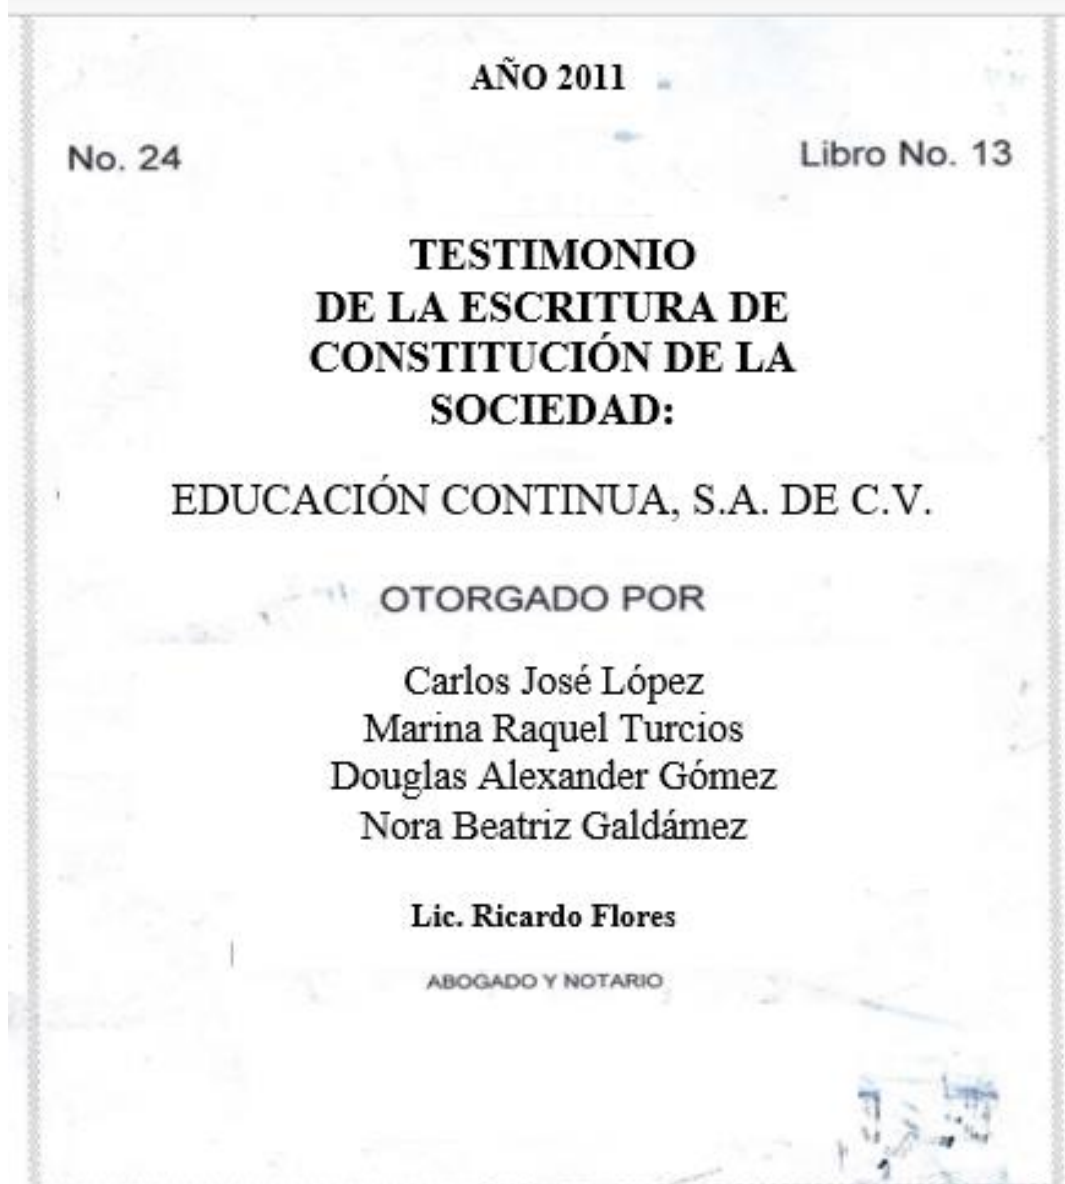 AÑO 2011
No. 24
Libro No. 13
TESTIMONIO
DE LA ESCRITURA DE
CONSTITUCIÓN DE LA
SOCIEDAD:
EDUCACIÓN CONTINUA, S.A. DE C.V.
OTORGADO POR
Carlos José López
Marina Raquel Turcios
Douglas Alexander Gómez
Nora Beatriz Galdámez
Lic. Ricardo Flores
ABOGADO Y NOTARIO